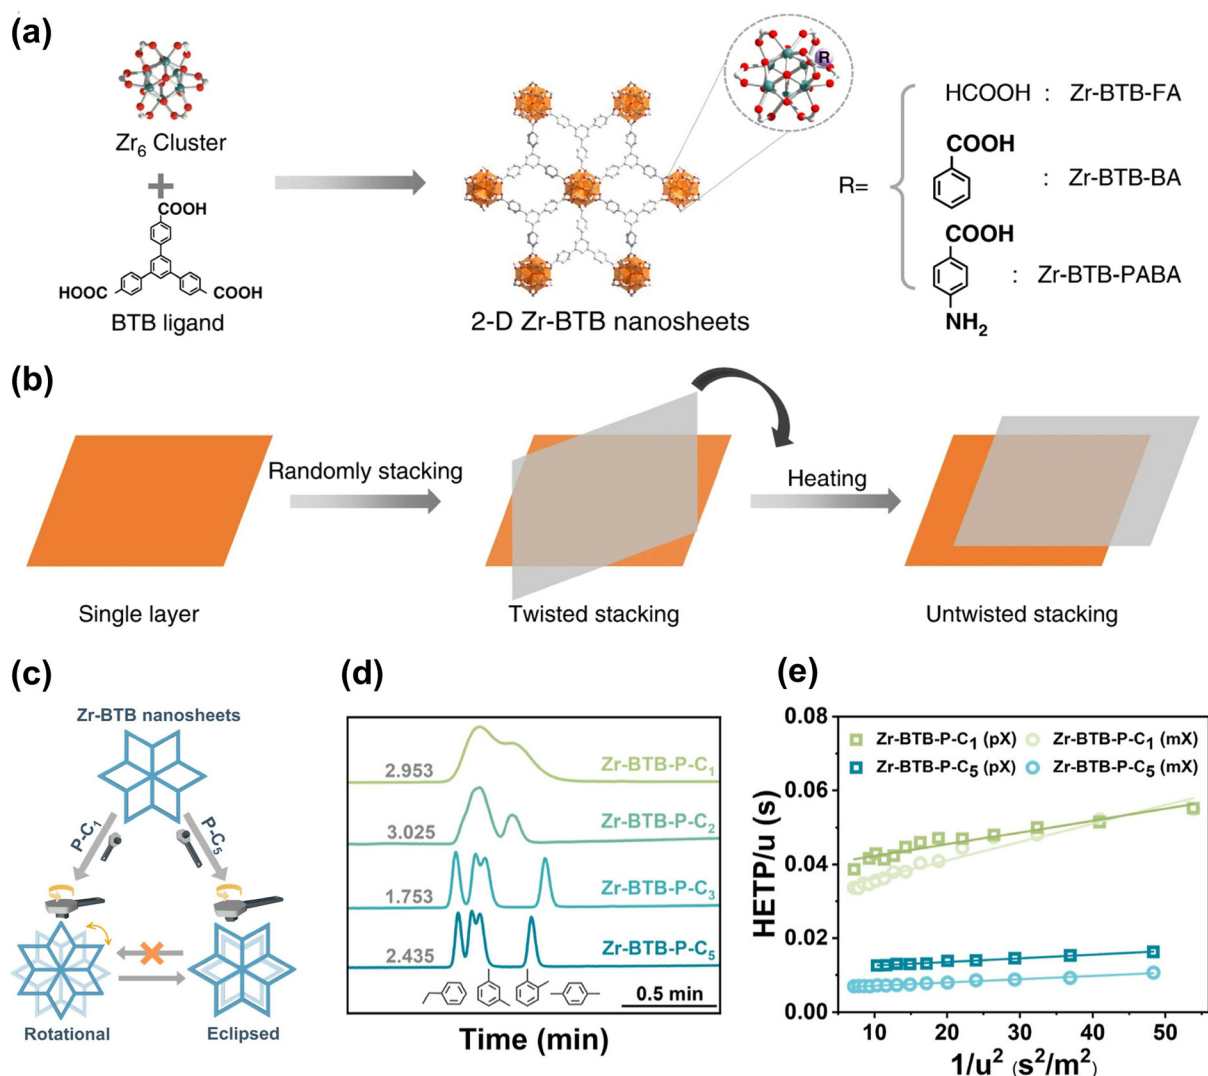 (a)
Zr6 Cluster
+
COOH
HOOC
COOH
BTB ligand
2-D Zr-BTB nanosheets
R
R=
HCOOH : Zr-BTB-FA
COOH
: Zr-BTB-BA
COOH
: Zr-BTB-PABA
NH2
(b)
Randomly stacking
Heating
Single layer
Twisted stacking
Untwisted stacking
(c)
Zr-BTB nanosheets
P-C1
P-C5
Rotational
Eclipsed
(d)
2.953
Zr-BTB-P-C1
3.025
Zr-BTB-P-C2
1.753
Zr-BTB-P-C3
2.435
Zr-BTB-P-C5
0.5 min
Time (min)
(e)
HETP/u (s)
0.08
0.06
0.04
0.02
0.00
Zr-BTB-P-C1 (pX)
Zr-BTB-P-C1 (mX)
Zr-BTB-P-C5 (pX)
Zr-BTB-P-C5 (mX)
10 20 30 40 50
1/u² (s²/m²)